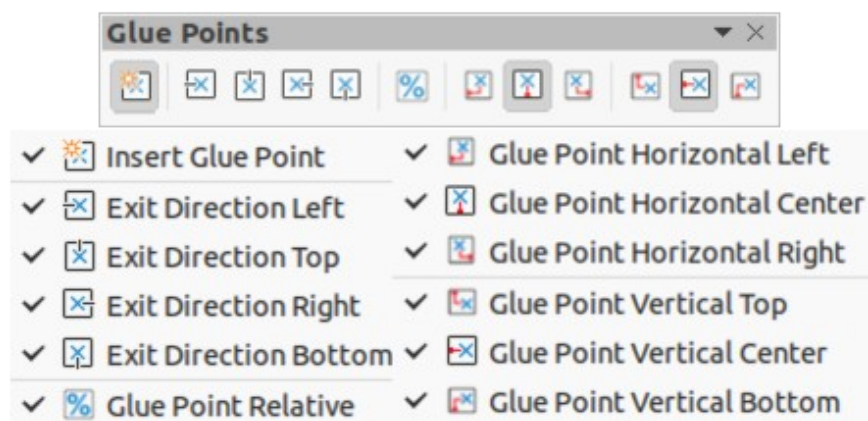 Glue Points
Insert Glue Point
Exit Direction Left
Exit Direction Top
Exit Direction Right
Exit Direction Bottom
Glue Point Relative
Glue Point Horizontal Left
Glue Point Horizontal Center
Glue Point Horizontal Right
Glue Point Vertical Top
Glue Point Vertical Center
Glue Point Vertical Bottom